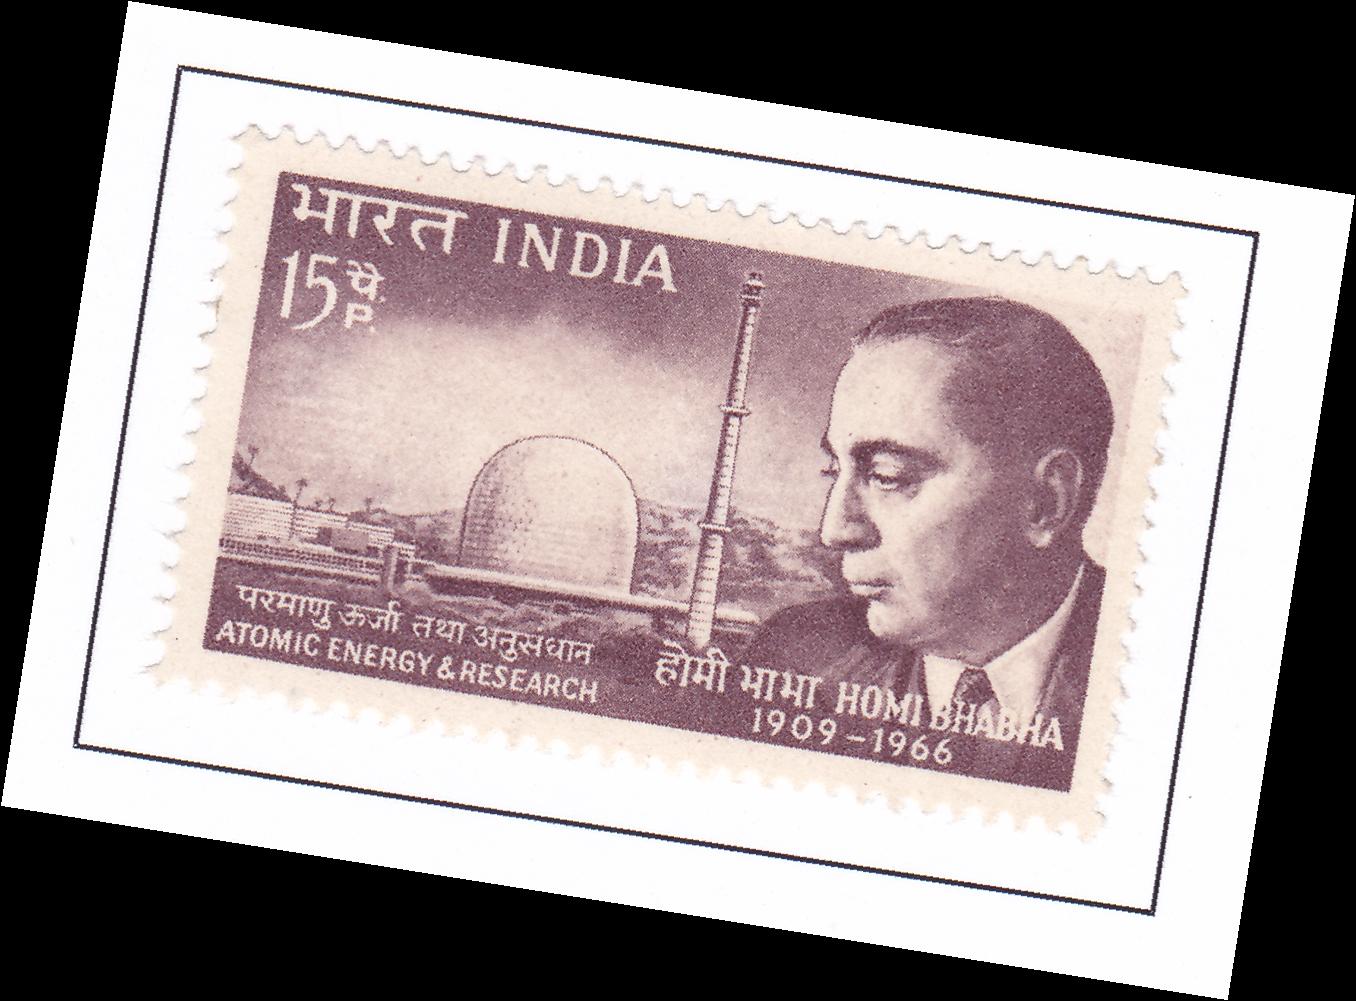 भारत INDIA
15 पै.
P.
परमाणु ऊर्जा तथा अनुसंधान
ATOMIC ENERGY & RESEARCH
होमी भाभा HOMI BHABHA
1909-1966